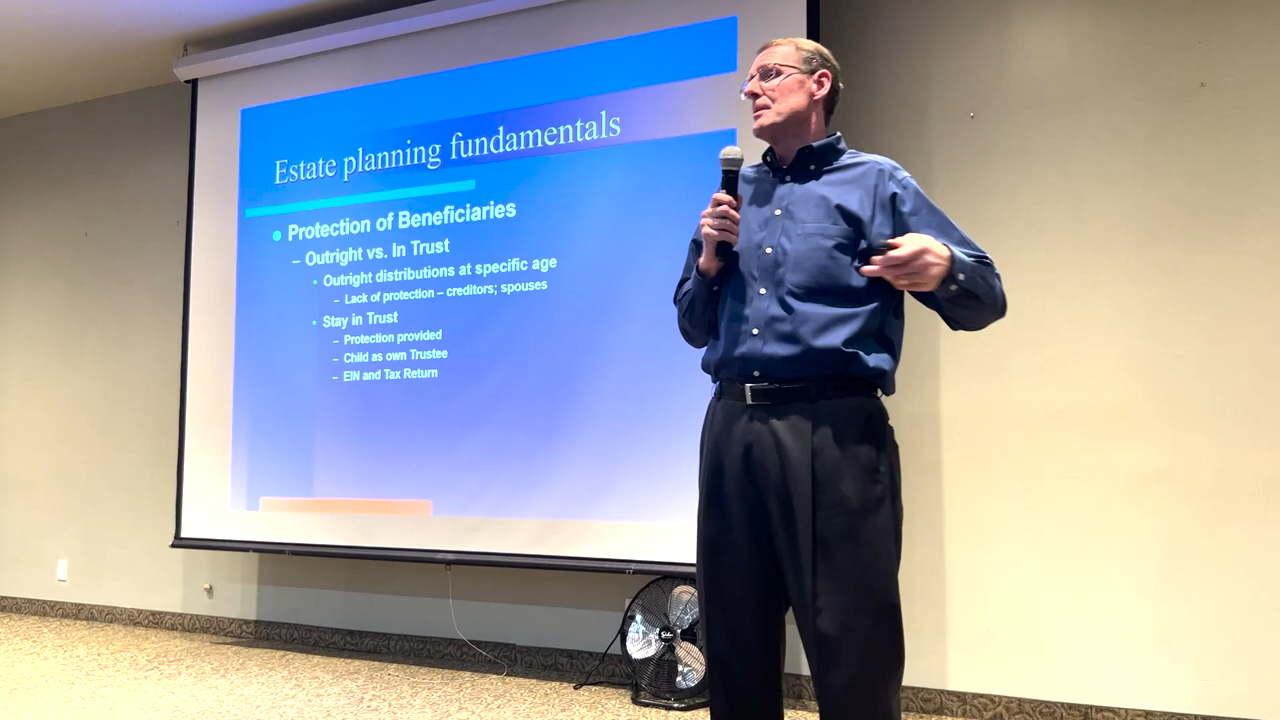 Estate planning fundamentals
● Protection of Beneficiaries
– Outright vs. In Trust
• Outright distributions at specific age
– Lack of protection – creditors; spouses
• Stay in Trust
– Protection provided
– Child as own Trustee
– EIN and Tax Return